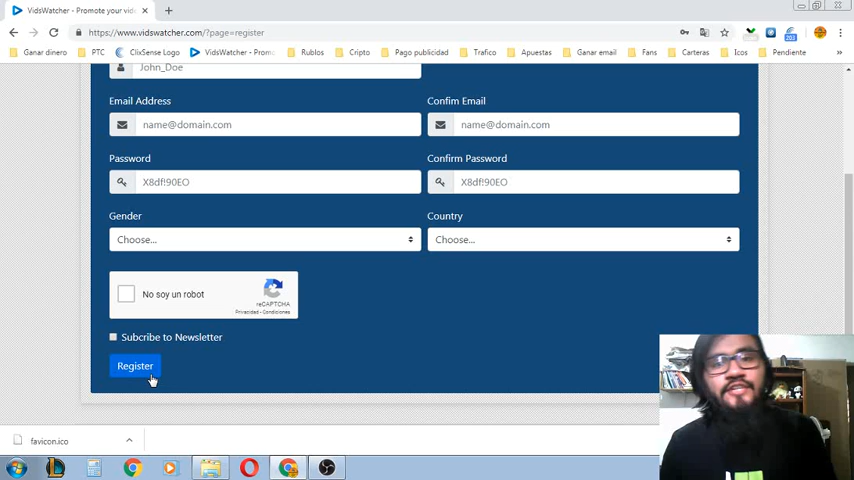 VidsWatcher - Promote your vide
https://www.vidswatcher.com/?page=register
203
Ganar dinero PTC ClixSense Logo VidsWatcher - Promo Rublos Cripto Pago publicidad Trafico Apuestas Ganar email Fans Carteras Icos Pendiente
John_Doe
Email Address Confim Email
name@domain.com name@domain.com
Password Confirm Password
X8df!90EO X8df!90EO
Gender Country
Choose... Choose...
No soy un robot
reCAPTCHA
Privacidad - Condiciones
Subcribe to Newsletter
Register
favicon.ico